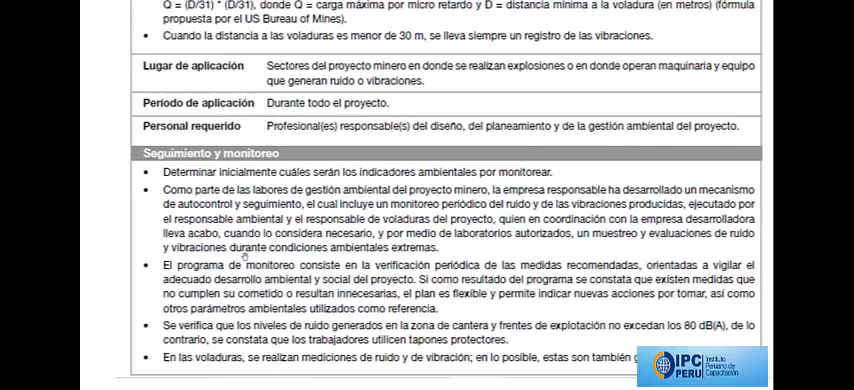 Q = (D/31) * (D/31), donde Q = carga máxima por micro retardo y D = distancia mínima a la voladura (en metros) (fórmula
propuesta por el US Bureau of Mines).
• Cuando la distancia a las voladuras es menor de 30 m, se lleva siempre un registro de las vibraciones.
Lugar de aplicación Sectores del proyecto minero en donde se realizan explosiones o en donde operan maquinaria y equipo
que generan ruido o vibraciones.
Período de aplicación Durante todo el proyecto.
Personal requerido Profesional(es) responsable(s) del diseño, del planeamiento y de la gestión ambiental del proyecto.
Seguimiento y monitoreo
• Determinar inicialmente cuáles serán los indicadores ambientales por monitorear.
• Como parte de las labores de gestión ambiental del proyecto minero, la empresa responsable ha desarrollado un mecanismo
de autocontrol y seguimiento, el cual incluye un monitoreo periódico del ruido y de las vibraciones producidas, ejecutado por
el responsable ambiental y el responsable de voladuras del proyecto, quien en coordinación con la empresa desarrolladora
lleva acabo, cuando lo considera necesario, y por medio de laboratorios autorizados, un muestreo y evaluaciones de ruido
y vibraciones durante condiciones ambientales extremas.
• El programa de monitoreo consiste en la verificación periódica de las medidas recomendadas, orientadas a vigilar el
adecuado desarrollo ambiental y social del proyecto. Si como resultado del programa se constata que existen medidas que
no cumplen su cometido o resultan innecesarias, el plan es flexible y permite indicar nuevas acciones por tomar, así como
otros parámetros ambientales utilizados como referencia.
• Se verifica que los niveles de ruido generados en la zona de cantera y frentes de explotación no excedan los 80 dB(A), de lo
contrario, se constata que los trabajadores utilicen tapones protectores.
• En las voladuras, se realizan mediciones de ruido y de vibración; en lo posible, estas son también
IPC PERU
Instituto
Peruano de
Capacitación